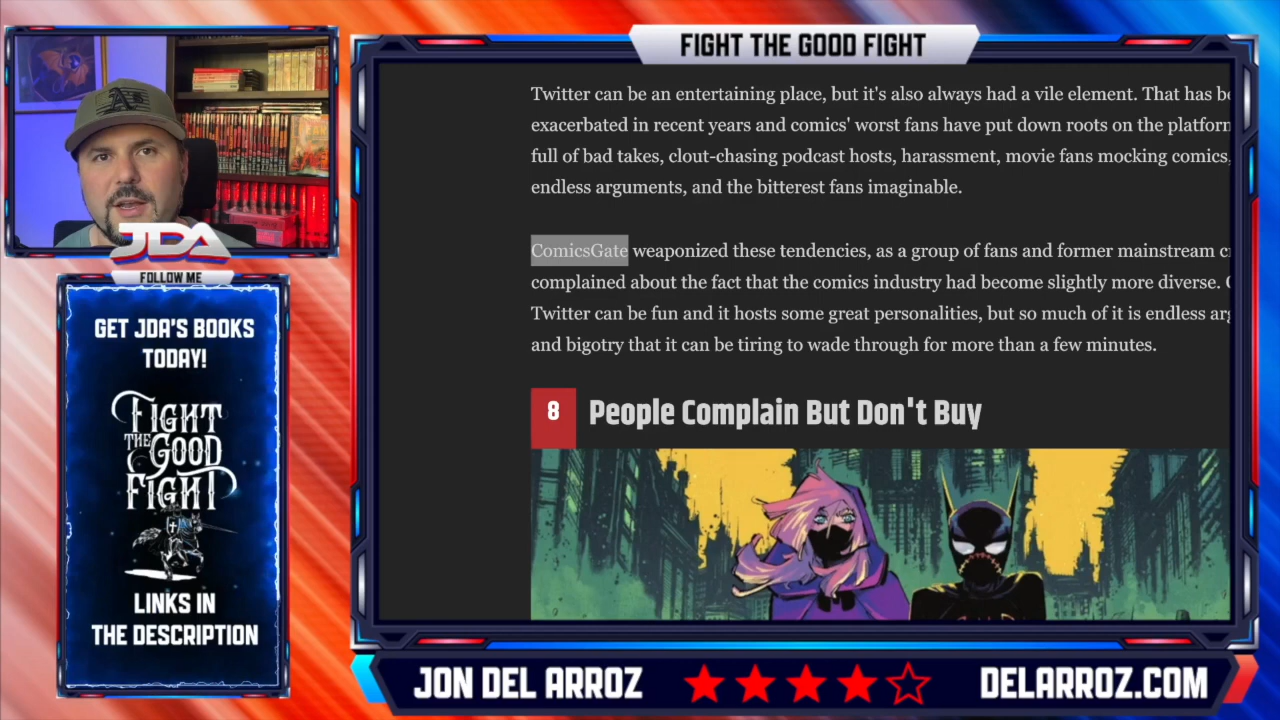 FIGHT THE GOOD FIGHT
Twitter can be an entertaining place, but it's also always had a vile element. That has
exacerbated in recent years and comics' worst fans have put down roots on the
full of bad takes, clout-chasing podcast hosts, harassment, movie fans mocking comics,
endless arguments, and the bitterest fans imaginable.
ComicsGate weaponized these tendencies, as a group of fans and former mainstream
complained about the fact that the comics industry had become slightly more diverse.
Twitter can be fun and it hosts some great personalities, but so much of it is endless
and bigotry that it can be tiring to wade through for more than a few minutes.
8 People Complain But Don't Buy
JDA
FOLLOW ME
GET JDA'S BOOKS
TODAY!
FIGHT
THE GOOD
FIGHT
LINKS IN
THE DESCRIPTION
JON DEL ARROZ
DELARROZ.COM